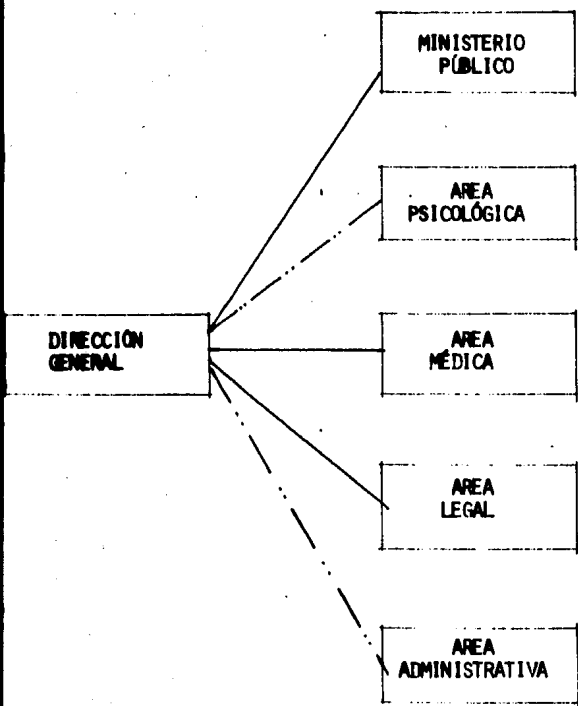 MINISTERIO
PÚBLICO
AREA
PSICOLÓGICA
DIRECCIÓN
GENERAL
AREA
MÉDICA
AREA
LEGAL
AREA
ADMINISTRATIVA